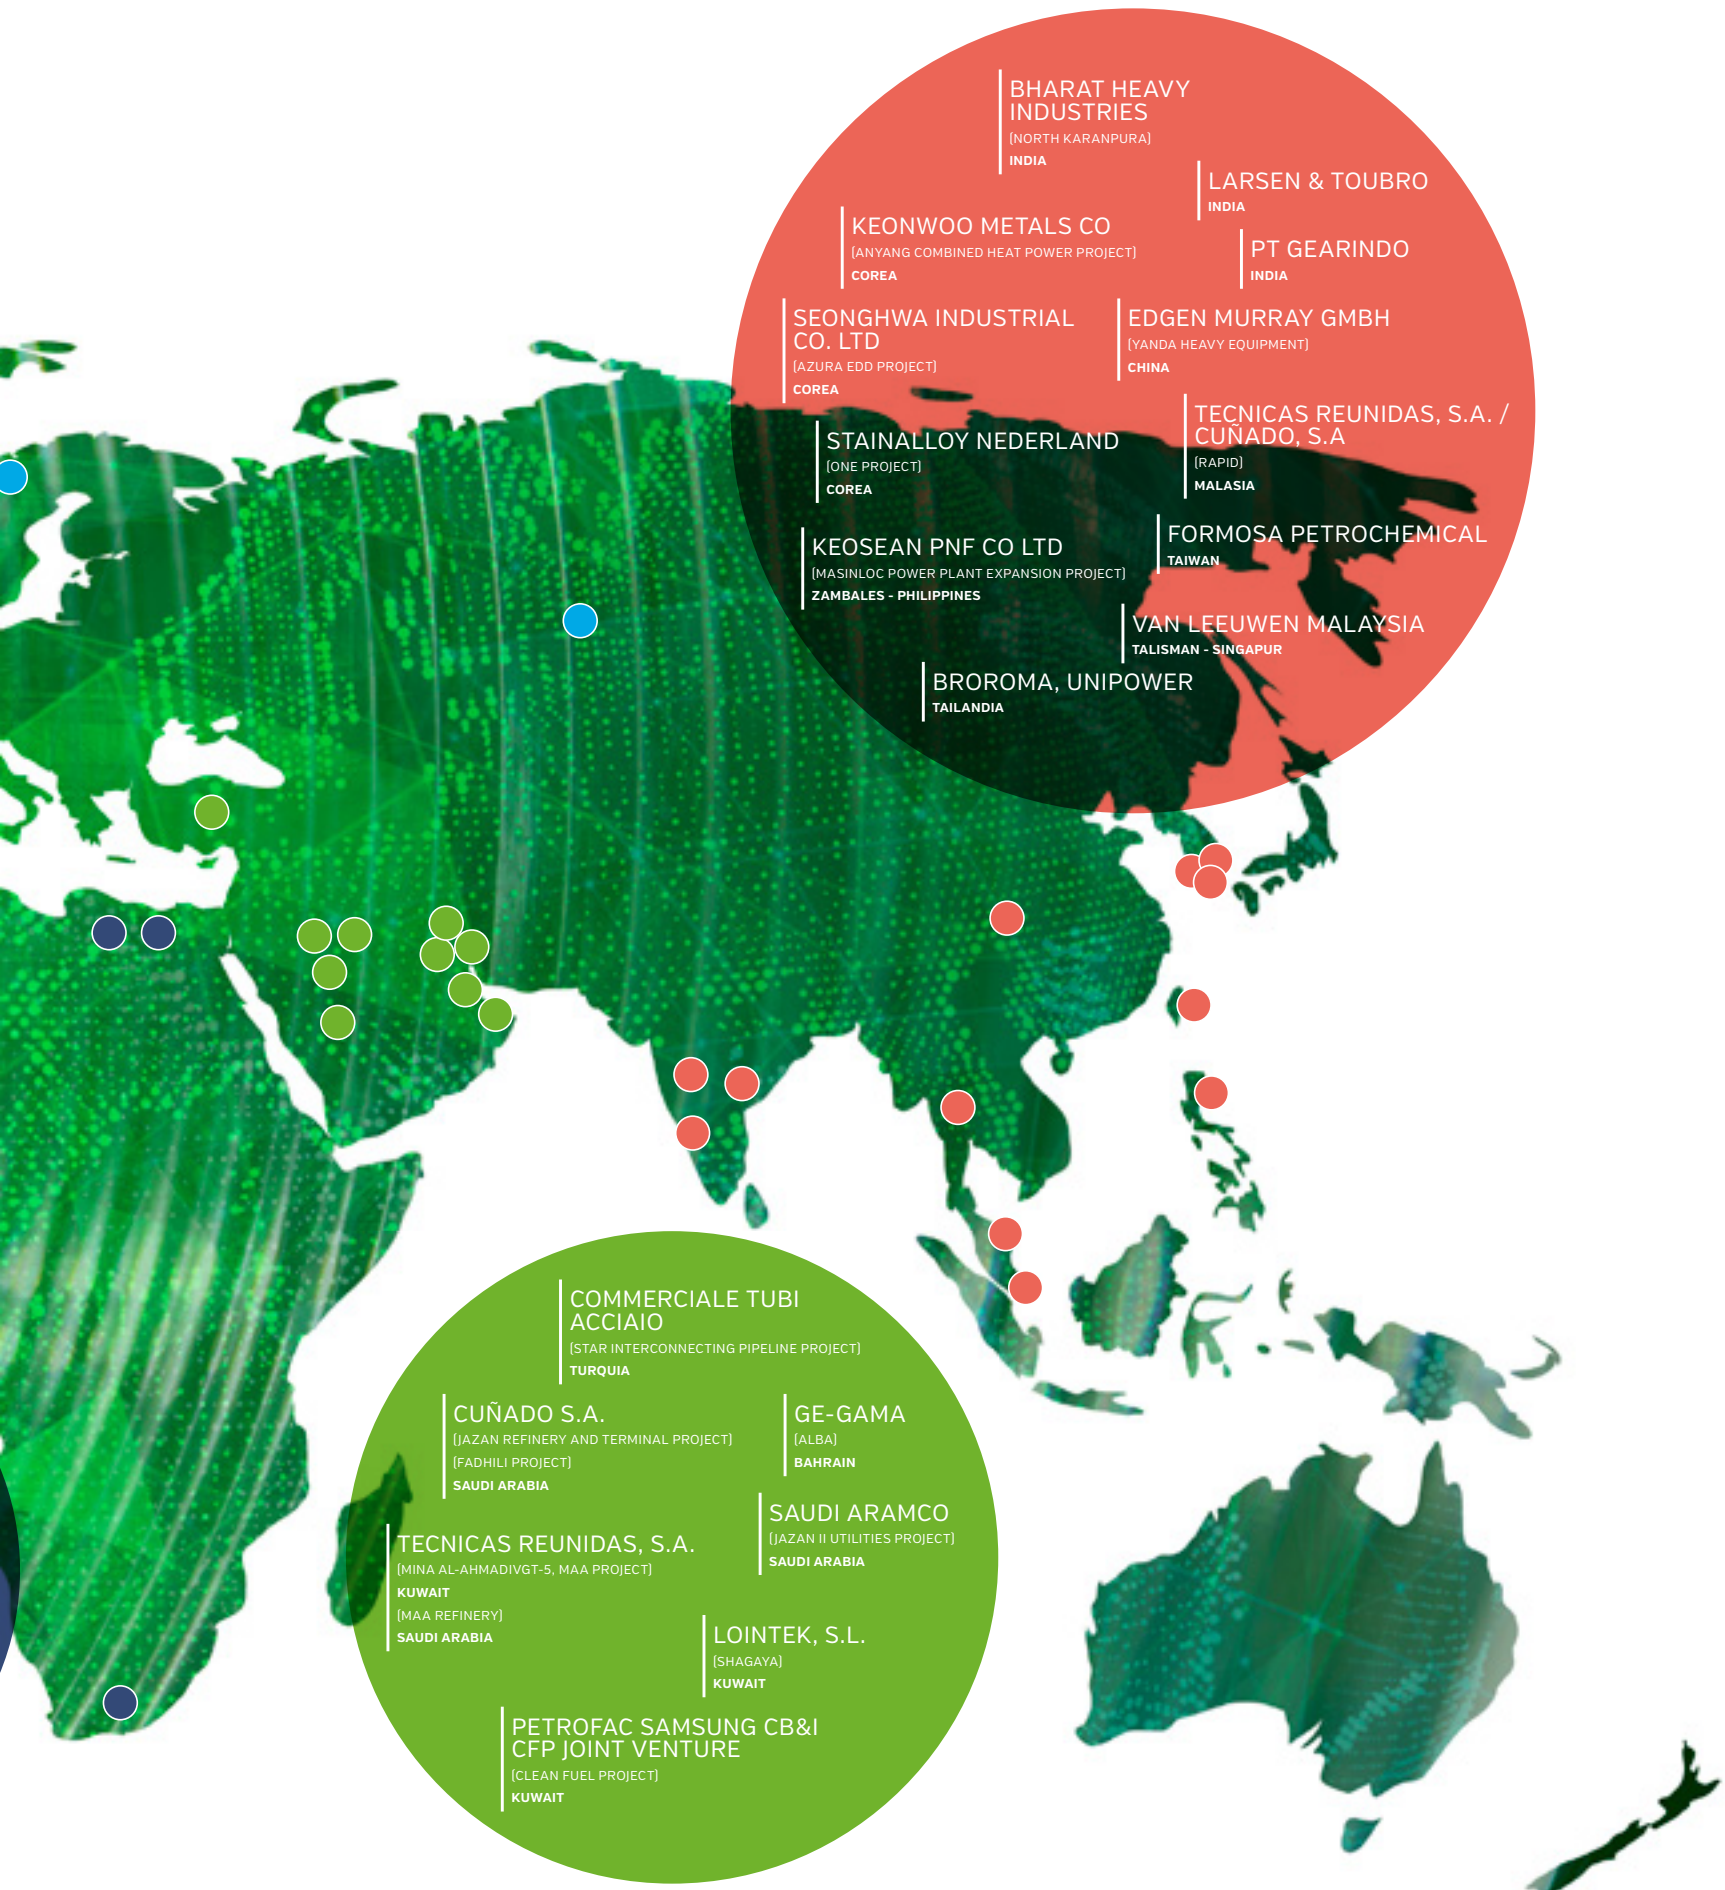 BHARAT HEAVY
INDUSTRIES
(NORTH KARANPURA)
INDIA
LARSEN & TOUBRO
INDIA
KEONWOO METALS CO
(ANYANG COMBINED HEAT POWER PROJECT)
COREA
PT GEARINDO
INDIA
SEONGHWA INDUSTRIAL
CO. LTD
(AZURA EDD PROJECT)
COREA
EDGEN MURRAY GMBH
(YANDA HEAVY EQUIPMENT)
CHINA
TECNICAS REUNIDAS, S.A. /
CUÑADO, S.A
(RAPID)
MALASIA
STAINALLOY NEDERLAND
(ONE PROJECT)
COREA
FORMOSA PETROCHEMICAL
TAIWAN
KEOSEAN PNF CO LTD
(MASINLOC POWER PLANT EXPANSION PROJECT)
ZAMBALES - PHILIPPINES
VAN LEEUWEN MALAYSIA
TALISMAN - SINGAPUR
BROROMA, UNIPOWER
TAILANDIA
COMMERCIALE TUBI
ACCIAIO
(STAR INTERCONNECTING PIPELINE PROJECT)
TURQUIA
CUÑADO S.A.
(JAZAN REFINERY AND TERMINAL PROJECT)
(FADHILI PROJECT)
SAUDI ARABIA
GE-GAMA
(ALBA)
BAHRAIN
SAUDI ARAMCO
(JAZAN II UTILITIES PROJECT)
SAUDI ARABIA
TECNICAS REUNIDAS, S.A.
(MINA AL-AHMADIVGT-5, MAA PROJECT)
KUWAIT
(MAA REFINERY)
SAUDI ARABIA
LOINTEK, S.L.
(SHAGAYA)
KUWAIT
PETROFAC SAMSUNG CB&I
CFP JOINT VENTURE
(CLEAN FUEL PROJECT)
KUWAIT